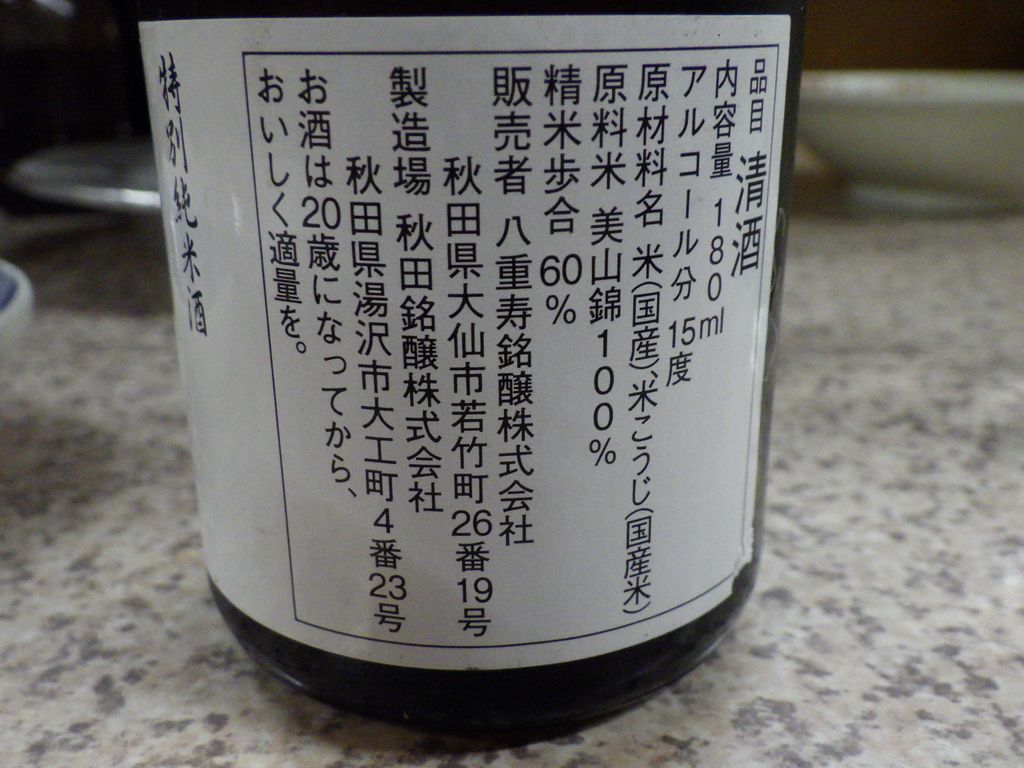 品目 清酒
内容量 180ml
アルコール分 15度
原材料名 米(国産)、米こうじ(国産米)
原料米 美山錦100%
精米歩合 60%
販売者 八重寿銘醸株式会社
秋田県大仙市若竹町26番19号
製造場 秋田銘醸株式会社
秋田県湯沢市大工町4番23号
お酒は20歳になってから、
おいしく適量を。
特別純米酒